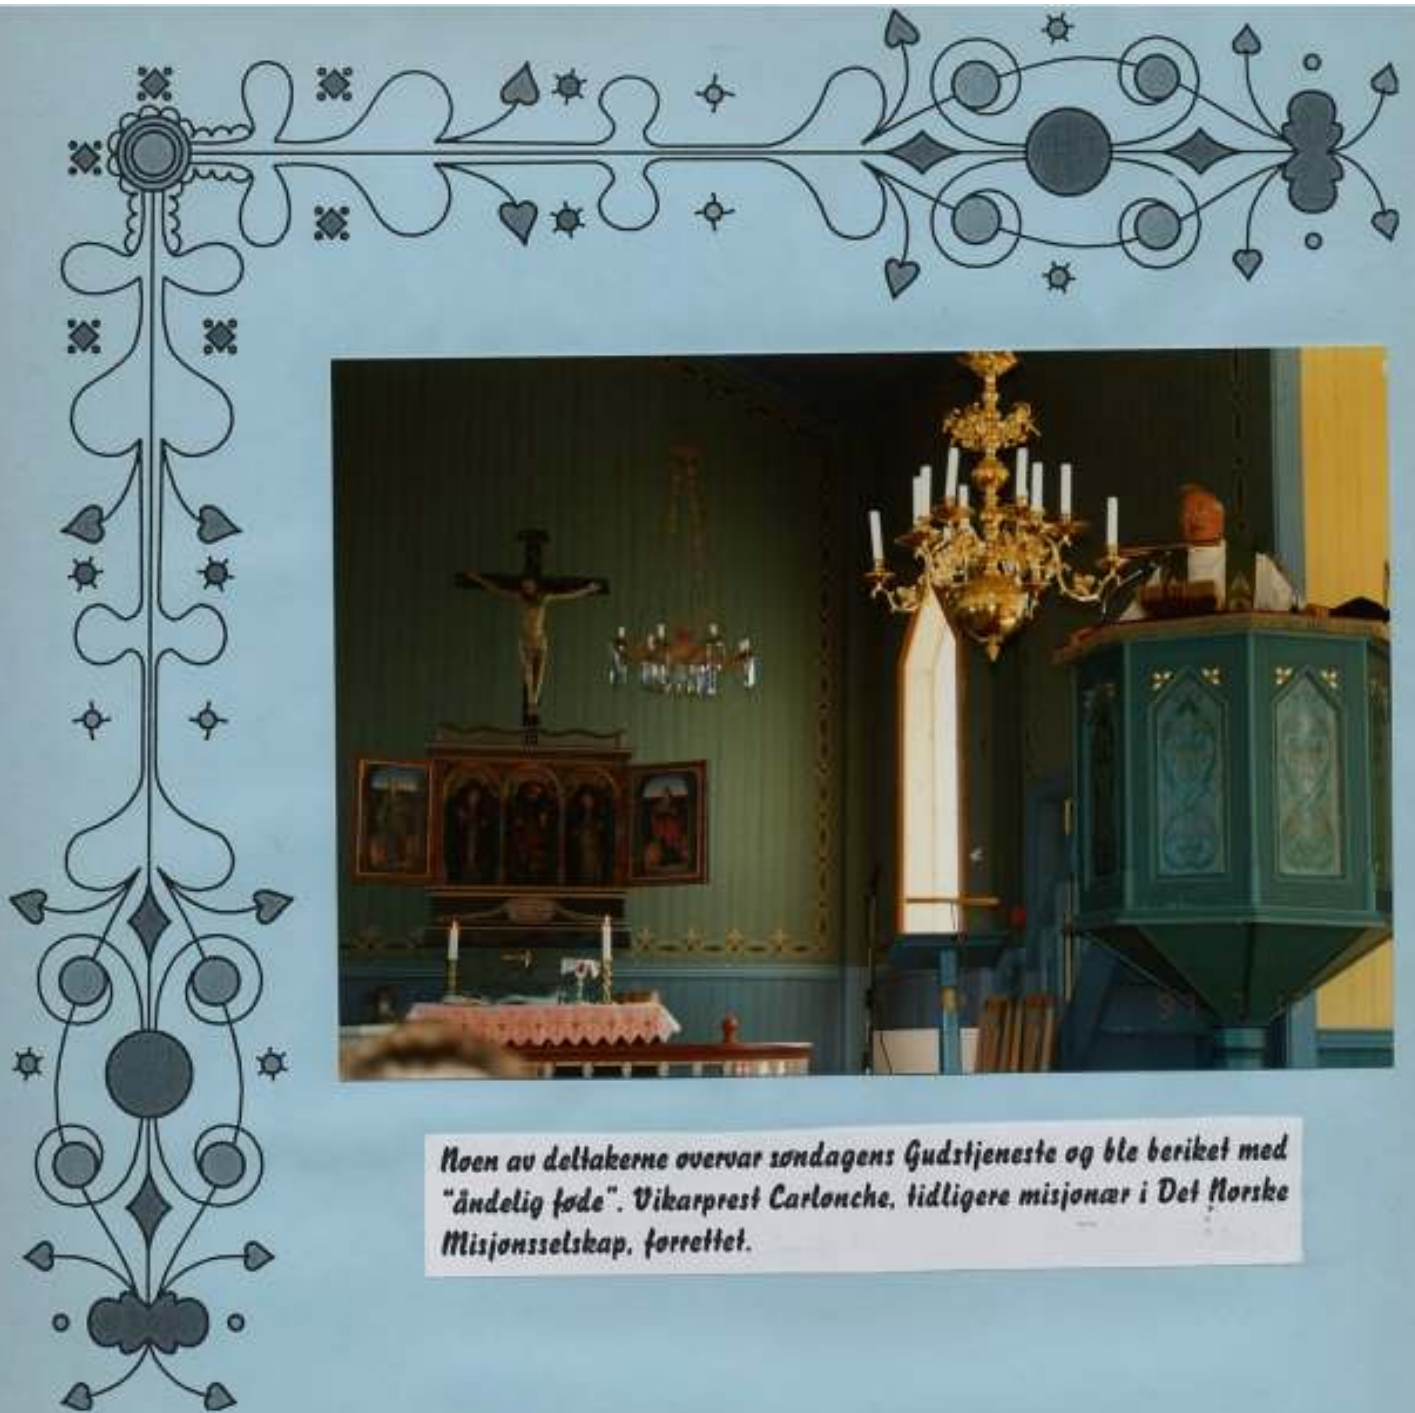 Noen av deltakerne overvar søndagens Gudstjeneste og ble beriket med
"åndelig føde". Vikarprest Carlønche, tidligere misjonær i Det Norske
Misjonsselskap, forrettet.